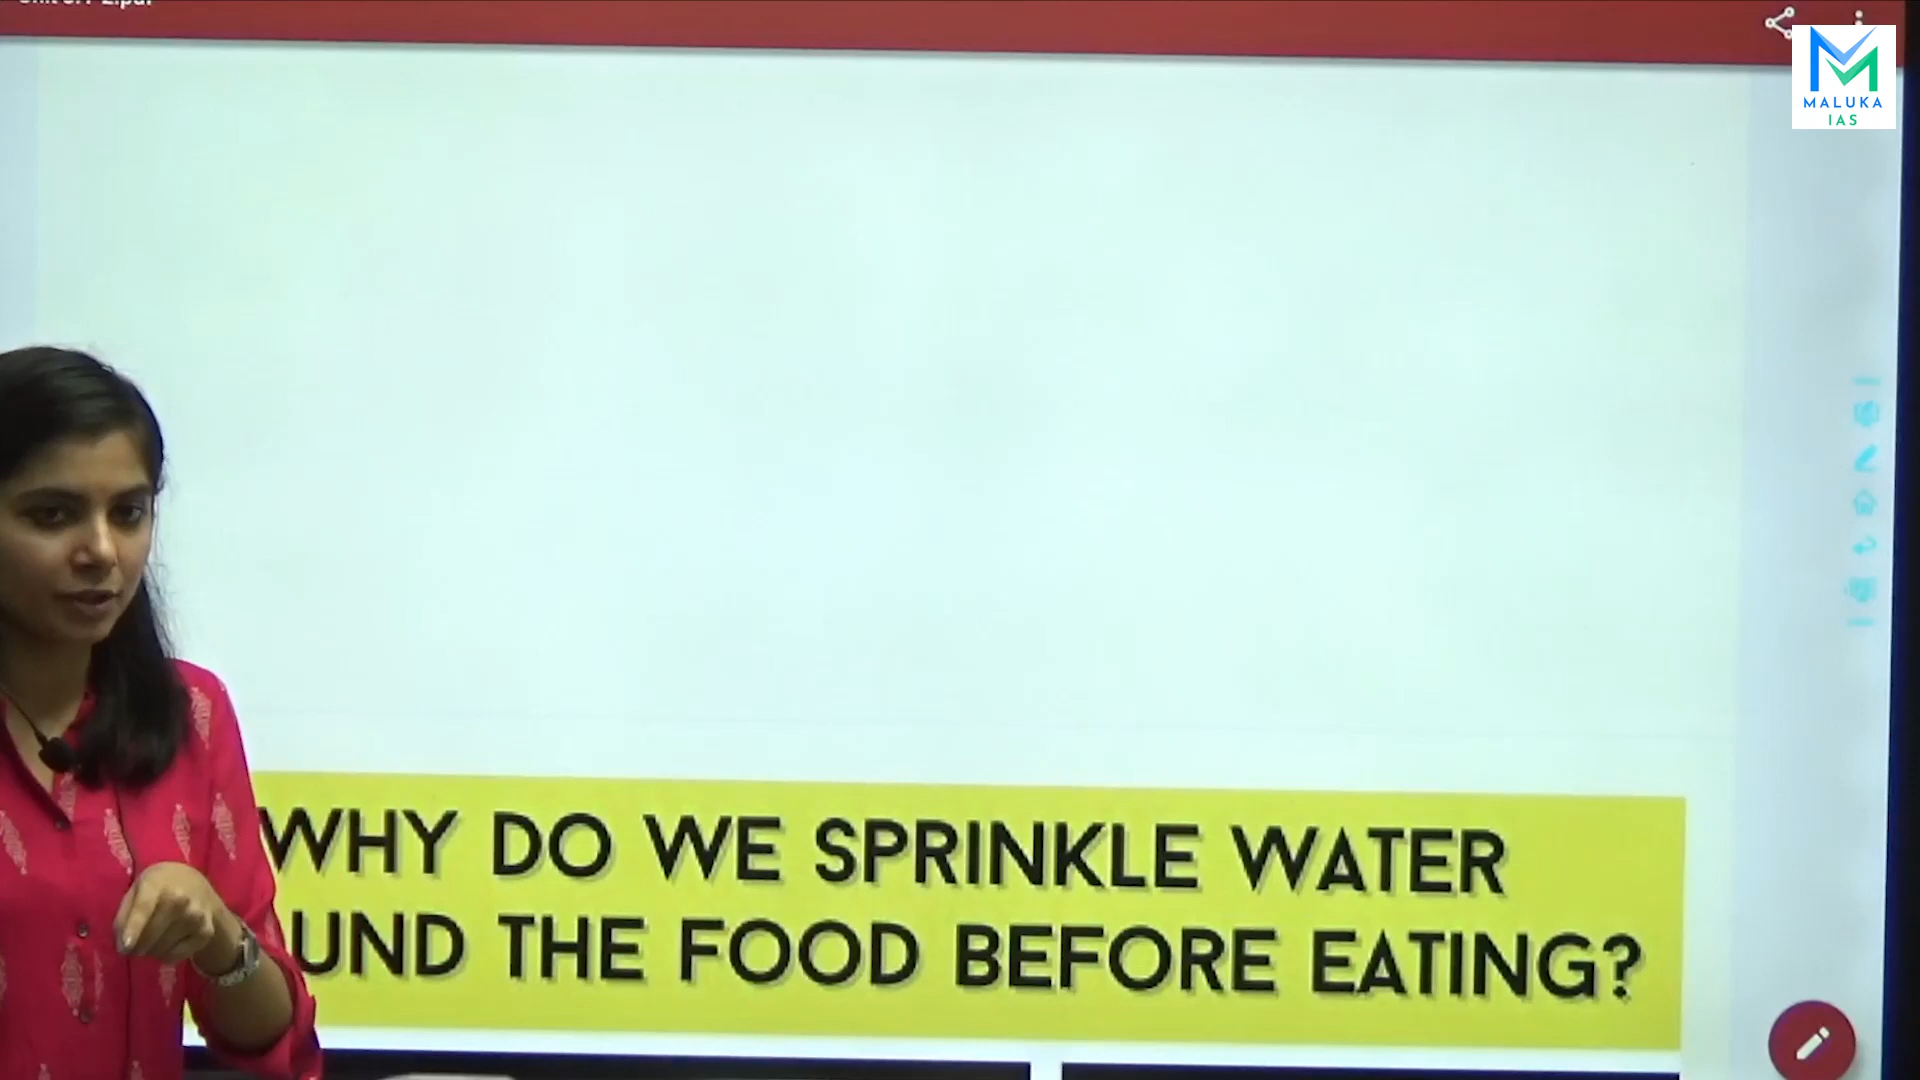 MALUKA
IAS
WHY DO WE SPRINKLE WATER
UND THE FOOD BEFORE EATING?